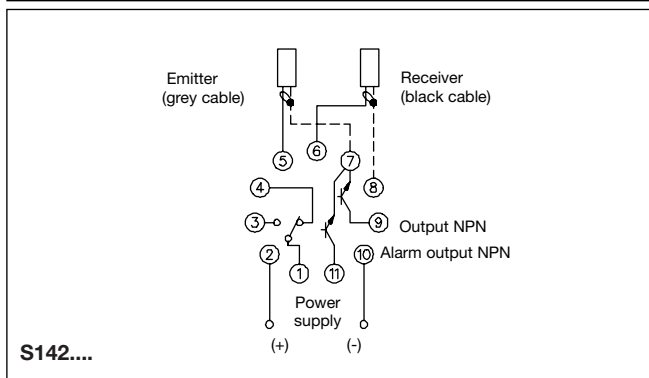 Emitter
(grey cable)
Receiver
(black cable)
5
6
7
8
4
3
9
Output NPN
2
10
Alarm output NPN
1
11
Power
supply
(+)
(-)
S142....